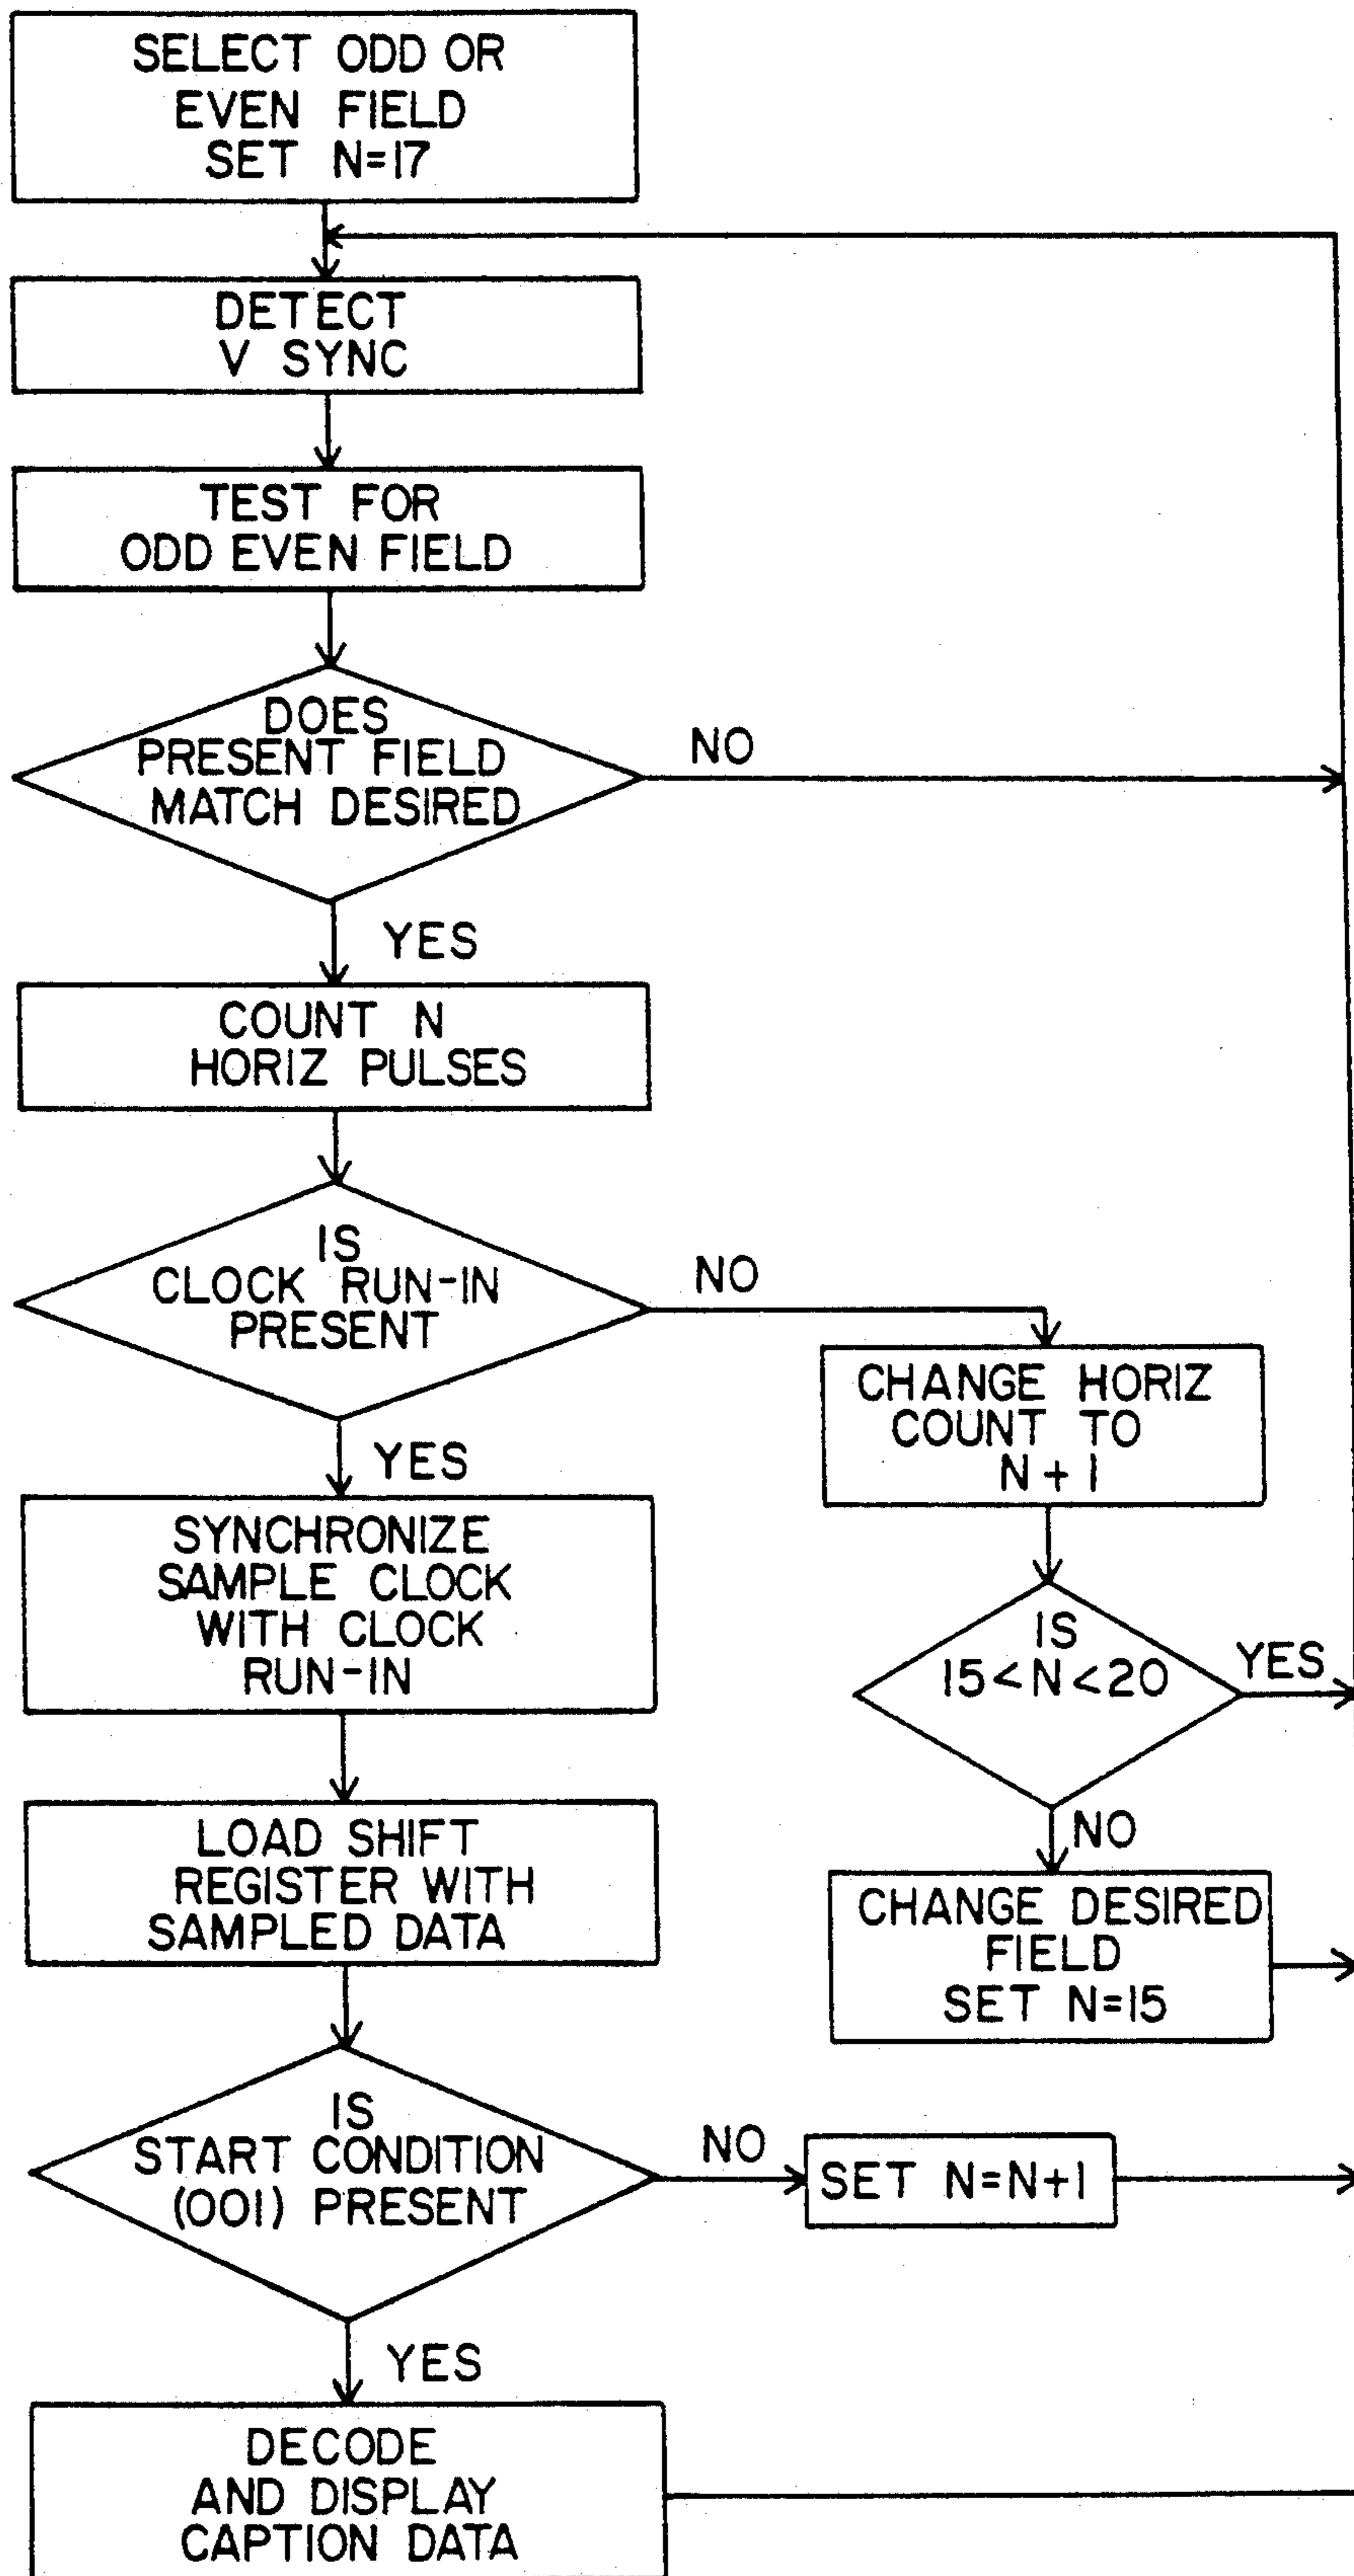 SELECT ODD OR
EVEN FIELD
SET N=17
DETECT
V SYNC
TEST FOR
ODD EVEN FIELD
DOES
PRESENT FIELD
MATCH DESIRED
NO
YES
COUNT N
HORIZ PULSES
IS
CLOCK RUN-IN
PRESENT
NO
YES
CHANGE HORIZ
COUNT TO
N + 1
SYNCHRONIZE
SAMPLE CLOCK
WITH CLOCK
RUN-IN
IS
15<N<20
YES
NO
LOAD SHIFT
REGISTER WITH
SAMPLED DATA
CHANGE DESIRED
FIELD
SET N=15
IS
START CONDITION
(001) PRESENT
NO
SET N=N+1
YES
DECODE
AND DISPLAY
CAPTION DATA